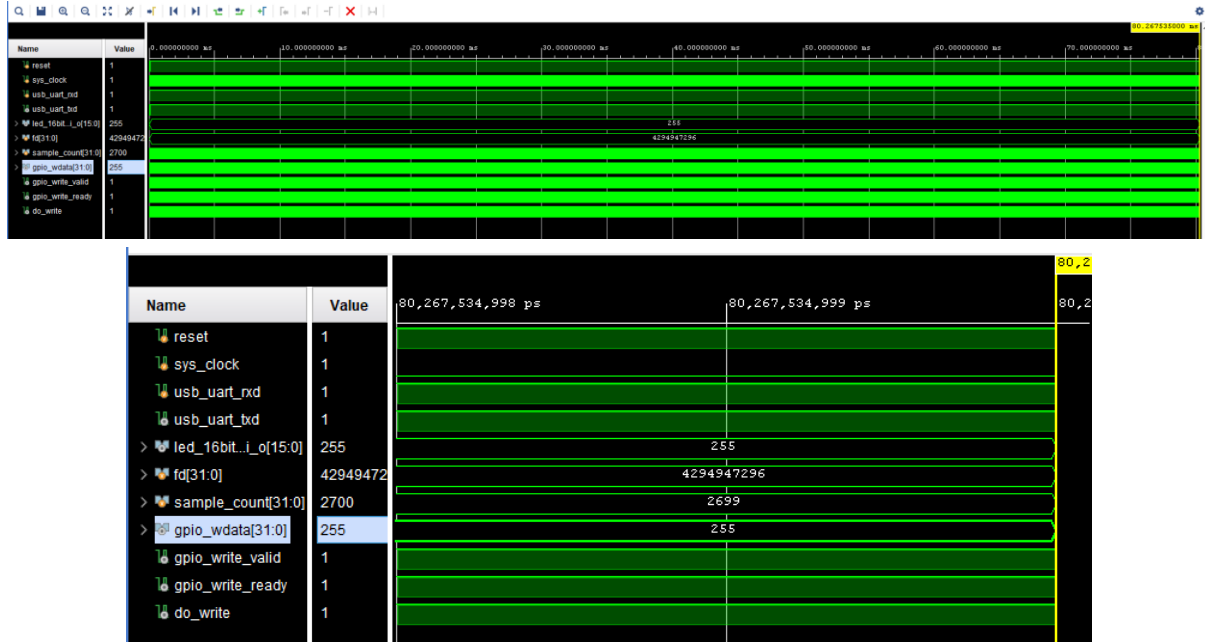 80.267535000 ms
Name Value 0.000000000 ms 10.000000000 ms 20.000000000 ms 30.000000000 ms 40.000000000 ms 50.000000000 ms 60.000000000 ms 70.000000000 ms
reset 1
sys_clock 1
usb_uart_rxd 1
usb_uart_txd 1
led_16bit...i_o[15:0] 255 255
fd[31:0] 42949472 4294947296
sample_count[31:0] 2700
gpio_wdata[31:0] 255
gpio_write_valid 1
gpio_write_ready 1
do_write 1
80,2
Name Value 80,267,534,998 ps 80,267,534,999 ps 80,2
reset 1
sys_clock 1
usb_uart_rxd 1
usb_uart_txd 1
led_16bit...i_o[15:0] 255 255
fd[31:0] 42949472 4294947296
sample_count[31:0] 2700 2699
gpio_wdata[31:0] 255 255
gpio_write_valid 1
gpio_write_ready 1
do_write 1